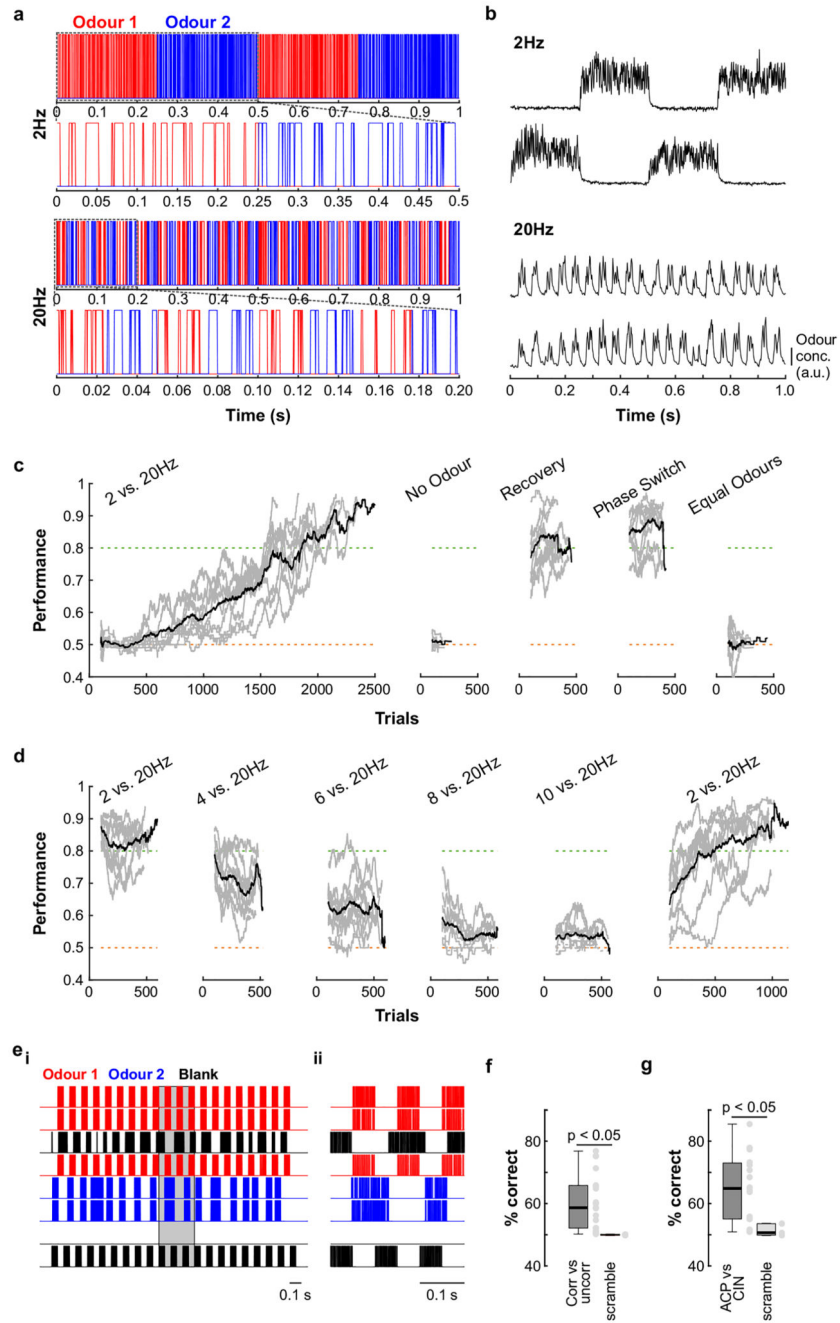 a
Odour 1 Odour 2
2Hz
0 0.1 0.2 0.3 0.4 0.5 0.6 0.7 0.8 0.9 1
0 0.05 0.1 0.15 0.2 0.25 0.3 0.35 0.4 0.45 0.5
20Hz
0 0.1 0.2 0.3 0.4 0.5 0.6 0.7 0.8 0.9 1
0 0.02 0.04 0.06 0.08 0.10 0.12 0.14 0.16 0.18 0.20
Time (s)
b
2Hz
20Hz
Odour
conc.
(a.u.)
0 0.2 0.4 0.6 0.8 1.0
Time (s)
c
2 vs. 20Hz No Odour Recovery Phase Switch Equal Odours
Performance
1
0.9
0.8
0.7
0.6
0.5
0.4
0 500 1000 1500 2000 2500 0 500 0 500 0 500 0 500
Trials
d
2 vs. 20Hz 4 vs. 20Hz 6 vs. 20Hz 8 vs. 20Hz 10 vs. 20Hz 2 vs. 20Hz
Performance
1
0.9
0.8
0.7
0.6
0.5
0.4
0 500 0 500 0 500 0 500 0 500 0 500 1000
Trials
e i ii
Odour 1 Odour 2 Blank
0.1 s 0.1 s
f
p < 0.05
% correct
80
60
40
Corr vs
uncorr
scramble
g
p < 0.05
% correct
80
60
40
ACP vs
CIN
scramble